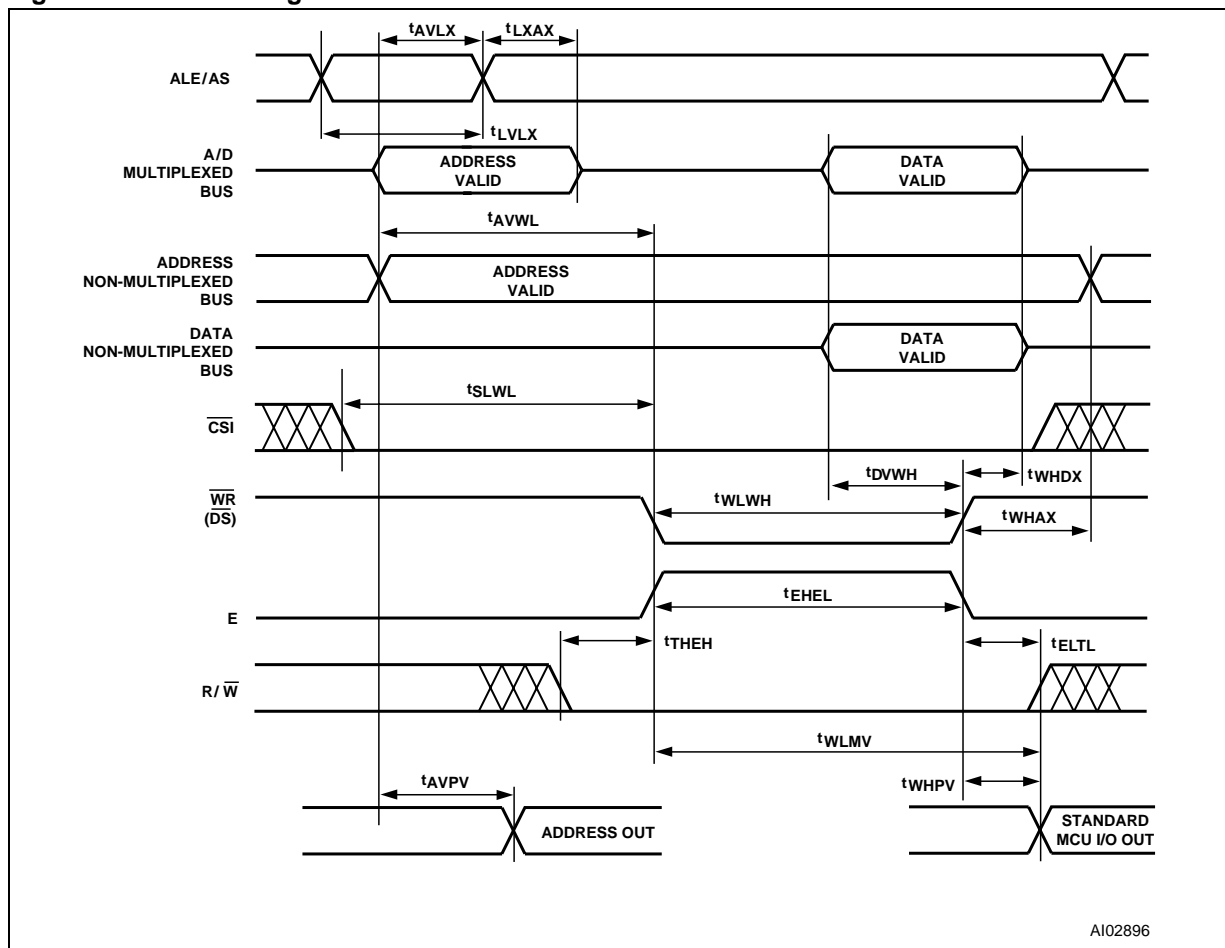 tAVLX
tLXAX
ALE/AS
tLVLX
A/D
MULTIPLEXED
BUS
ADDRESS
VALID
DATA
VALID
tAVWL
ADDRESS
NON-MULTIPLEXED
BUS
ADDRESS
VALID
DATA
NON-MULTIPLEXED
BUS
DATA
VALID
tSLWL
CSI
tDVWH
tWHDX
WR
(DS)
tWLWH
tWHAX
tEHEL
E
tTHEH
tELTL
R/ W
tWLMV
tAVPV
tWHPV
ADDRESS OUT
STANDARD
MCU I/O OUT
AI02896